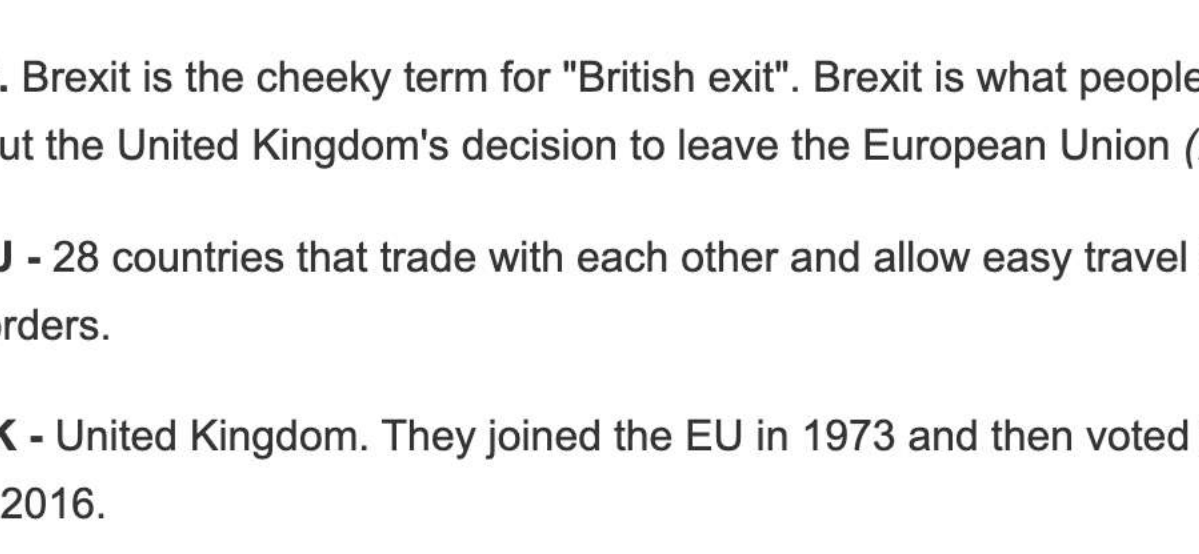 . Brexit is the cheeky term for "British exit". Brexit is what people
ut the United Kingdom's decision to leave the European Union (
U - 28 countries that trade with each other and allow easy travel
rders.
K - United Kingdom. They joined the EU in 1973 and then voted
2016.